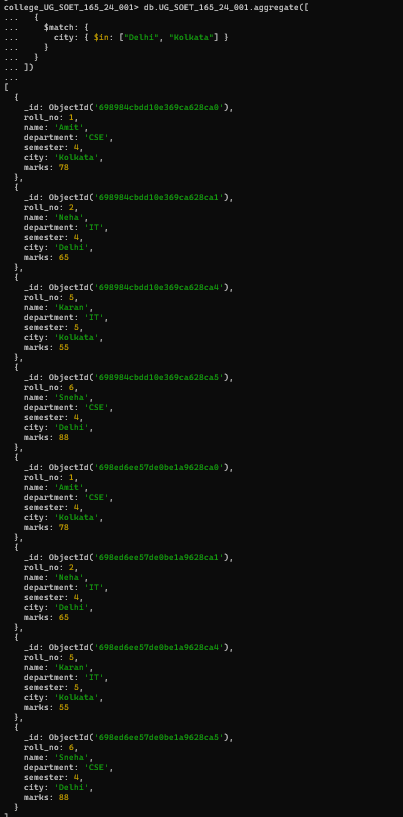 college_UG_SOET_165_24_001> db.UG_SOET_165_24_001.aggregate([
...   {
...     $match: {
...       city: { $in: ["Delhi", "Kolkata"] }
...     }
...   }
... ])
...
[
  {
    _id: ObjectId('698984cbdd10e369ca628ca0'),
    roll_no: 1,
    name: 'Amit',
    department: 'CSE',
    semester: 4,
    city: 'Kolkata',
    marks: 78
  },
  {
    _id: ObjectId('698984cbdd10e369ca628ca1'),
    roll_no: 2,
    name: 'Neha',
    department: 'IT',
    semester: 4,
    city: 'Delhi',
    marks: 65
  },
  {
    _id: ObjectId('698984cbdd10e369ca628ca4'),
    roll_no: 5,
    name: 'Karan',
    department: 'IT',
    semester: 5,
    city: 'Kolkata',
    marks: 55
  },
  {
    _id: ObjectId('698984cbdd10e369ca628ca5'),
    roll_no: 6,
    name: 'Sneha',
    department: 'CSE',
    semester: 4,
    city: 'Delhi',
    marks: 88
  },
  {
    _id: ObjectId('698ed6ee57de0be1a9628ca0'),
    roll_no: 1,
    name: 'Amit',
    department: 'CSE',
    semester: 4,
    city: 'Kolkata',
    marks: 78
  },
  {
    _id: ObjectId('698ed6ee57de0be1a9628ca1'),
    roll_no: 2,
    name: 'Neha',
    department: 'IT',
    semester: 4,
    city: 'Delhi',
    marks: 65
  },
  {
    _id: ObjectId('698ed6ee57de0be1a9628ca4'),
    roll_no: 5,
    name: 'Karan',
    department: 'IT',
    semester: 5,
    city: 'Kolkata',
    marks: 55
  },
  {
    _id: ObjectId('698ed6ee57de0be1a9628ca5'),
    roll_no: 6,
    name: 'Sneha',
    department: 'CSE',
    semester: 4,
    city: 'Delhi',
    marks: 88
  }
]